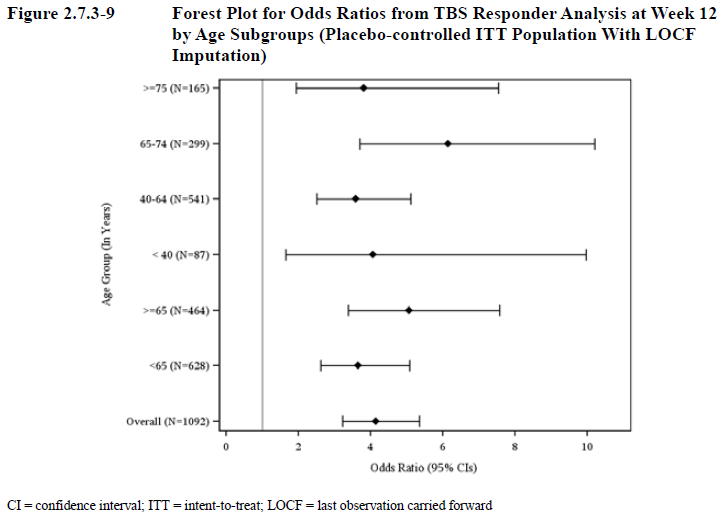 Figure 2.7.3-9 Forest Plot for Odds Ratios from TBS Responder Analysis at Week 12
by Age Subgroups (Placebo-controlled ITT Population With LOCF
Imputation)
>=75 (N=165)
65-74 (N=299)
40-64 (N=541)
< 40 (N=87)
>=65 (N=464)
<65 (N=628)
Overall (N=1092)
Age Group (In Years)
0 2 4 6 8 10
Odds Ratio (95% CIs)
CI = confidence interval; ITT = intent-to-treat; LOCF = last observation carried forward